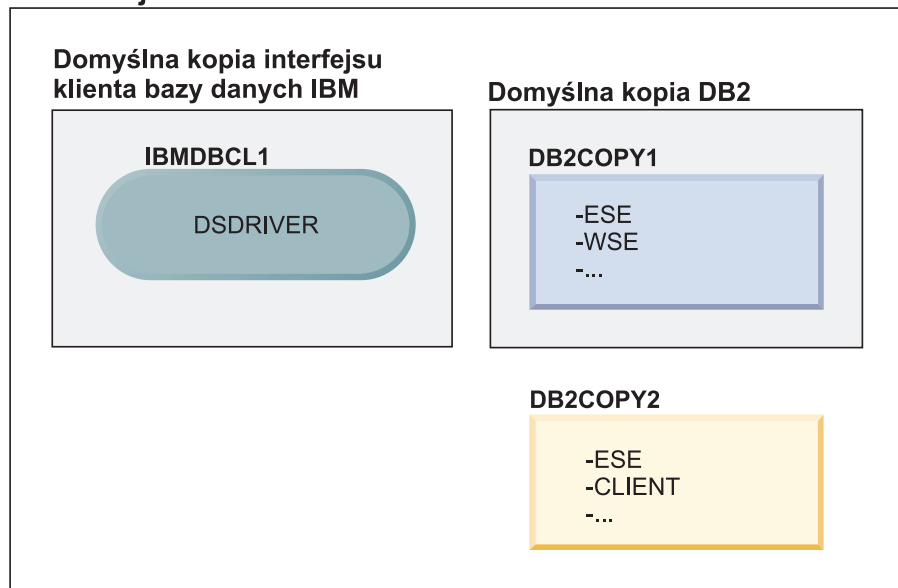 Domyślna kopia interfejsu
klienta bazy danych IBM
IBMDBCL1
DSDRIVER
Domyślna kopia DB2
DB2COPY1
-ESE
-WSE
-...
DB2COPY2
-ESE
-CLIENT
-...